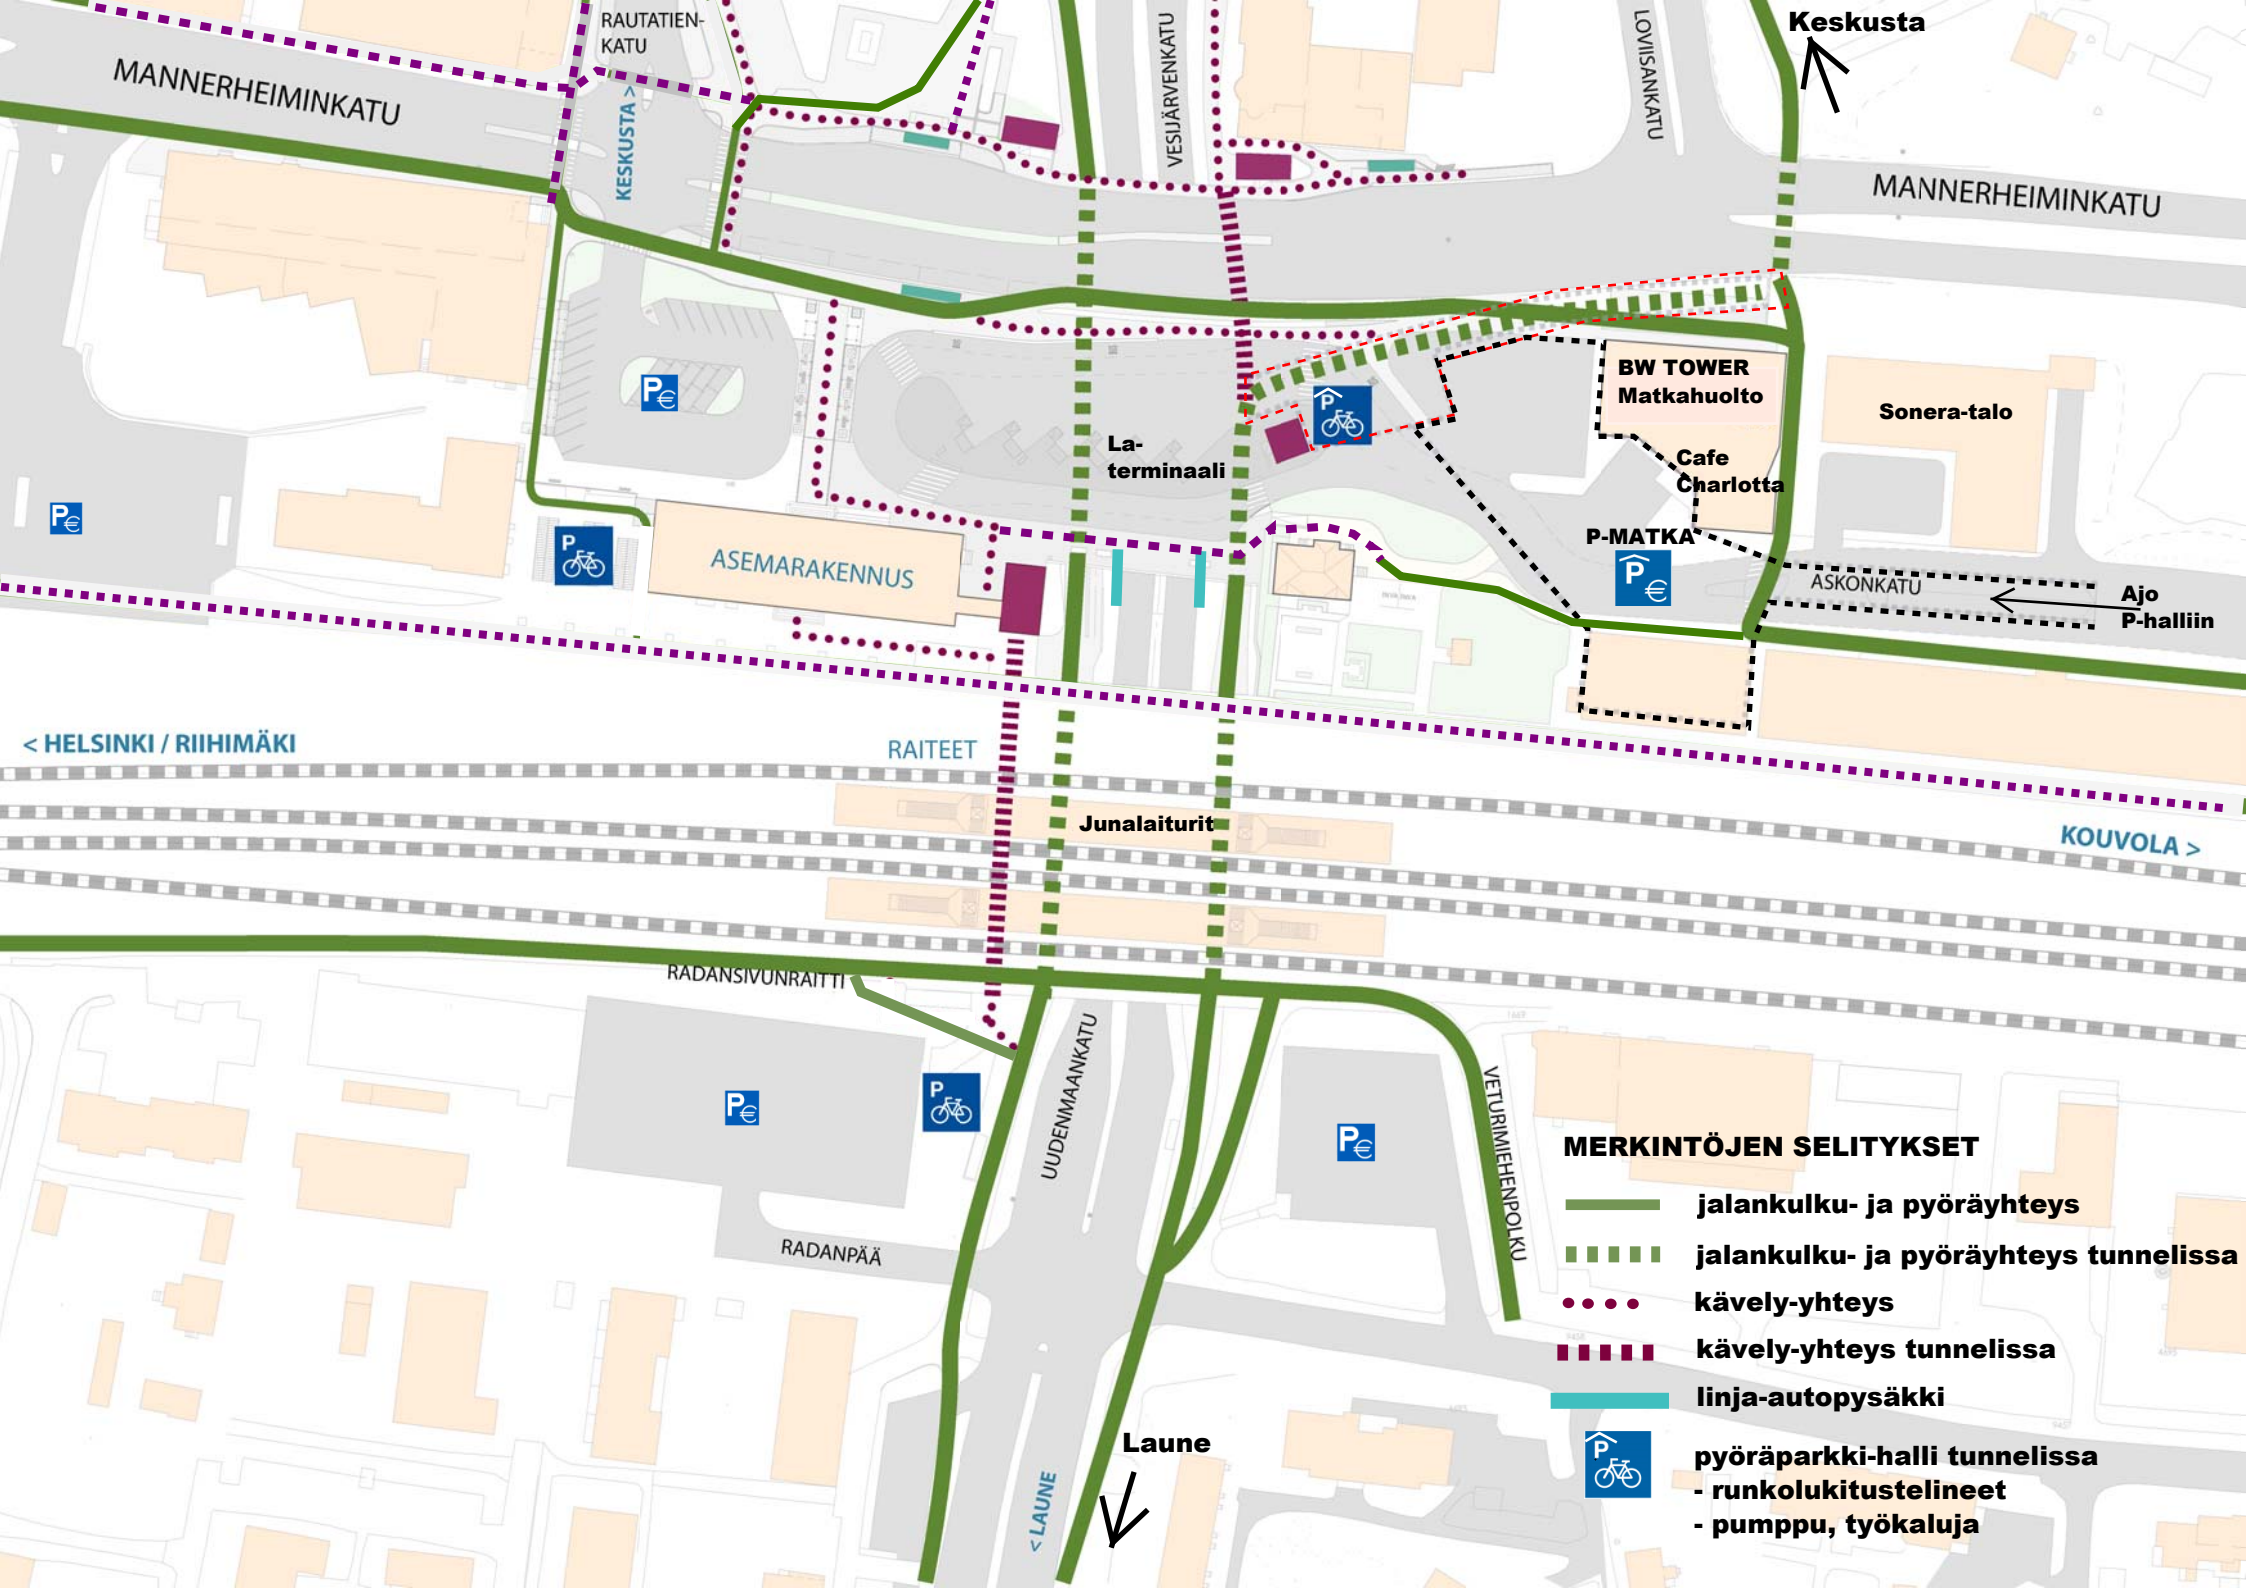 RAUTATIEN-
KATU
MANNERHEIMINKATU
KESKUSTA >
VESIJÄRVENKATU
LOVIISANKATU
Keskusta
MANNERHEIMINKATU
P€
P€
P
BW TOWER
Matkahuolto
Sonera-talo
La-
terminaali
Cafe
Charlotta
P
ASEMARAKENNUS
P-MATKA
P€
ASKONKATU
Ajo
P-halliin
< HELSINKI / RIIHIMÄKI
RAITEET
Junalaiturit
KOUVOLA >
RADANSIVUNRAITTI
UUDENMAANKATU
VETURIMIEHENPOLKU
P€
P
P€
RADANPÄÄ
Laune
< LAUNE
MERKINTÖJEN SELITYKSET
jalankulku- ja pyöräyhteys
jalankulku- ja pyöräyhteys tunnelissa
kävely-yhteys
kävely-yhteys tunnelissa
linja-autopysäkki
P
pyöräparkki-halli tunnelissa
- runkolukitustelineet
- pumppu, työkaluja